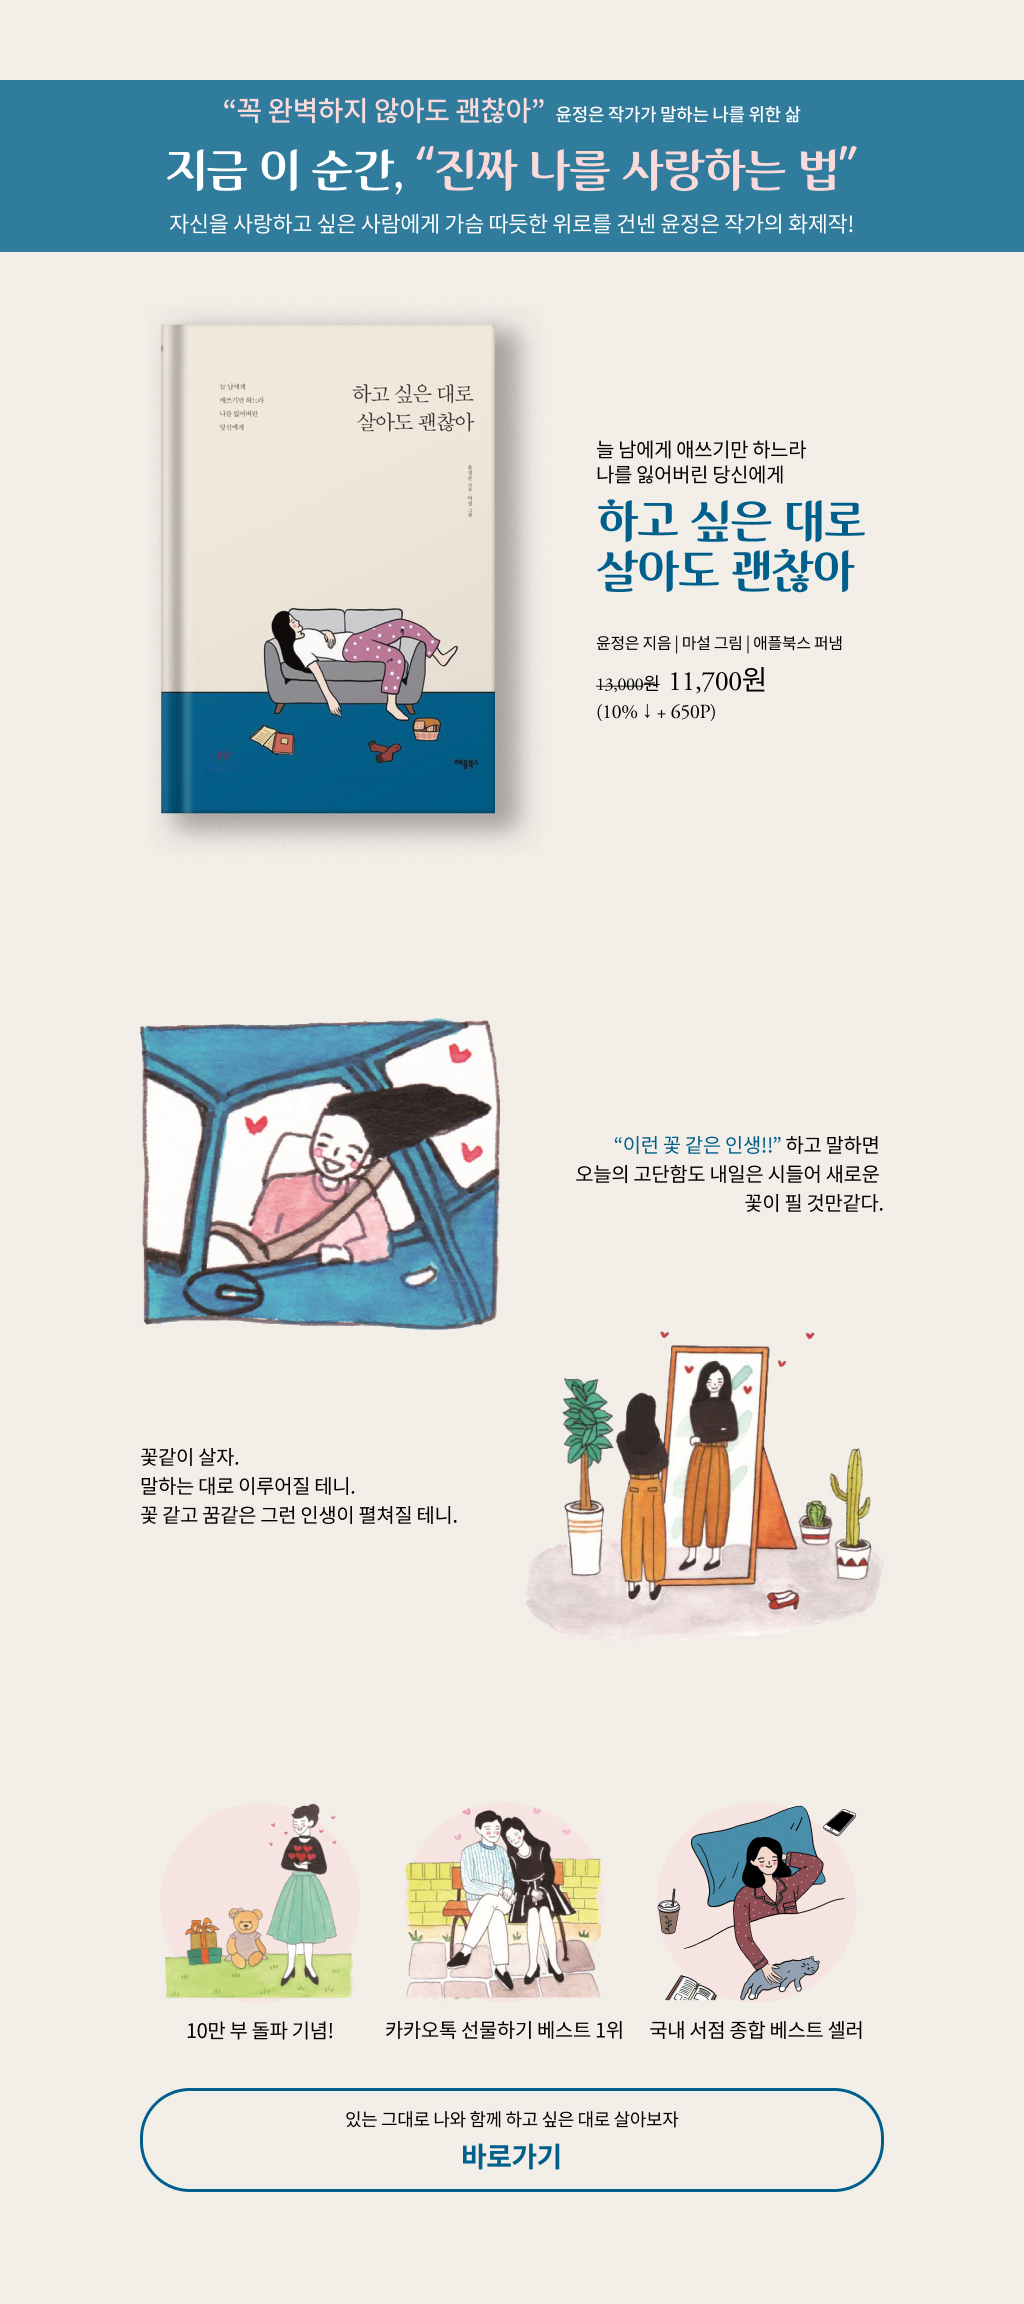 “꼭 완벽하지 않아도 괜찮아” 윤정은 작가가 말하는 나를 위한 삶
지금 이 순간, “진짜 나를 사랑하는 법”
자신을 사랑하고 싶은 사람에게 가슴 따듯한 위로를 건넨 윤정은 작가의 화제작!
늘 남에게
애쓰기만 하느라
나를 잃어버린
당신에게
하고 싶은 대로
살아도 괜찮아
윤정은 지음 마설 그림
애플북스
늘 남에게 애쓰기만 하느라
나를 잃어버린 당신에게
하고 싶은 대로
살아도 괜찮아
윤정은 지음 | 마설 그림 | 애플북스 펴냄
13,000원 11,700원
(10%↓+ 650P)
“이런 꽃 같은 인생!!” 하고 말하면
오늘의 고단함도 내일은 시들어 새로운
꽃이 필 것만같다.
꽃같이 살자.
말하는 대로 이루어질 테니.
꽃 같고 꿈같은 그런 인생이 펼쳐질 테니.
10만 부 돌파 기념!
카카오톡 선물하기 베스트 1위
국내 서점 종합 베스트 셀러
있는 그대로 나와 함께 하고 싶은 대로 살아보자
바로가기